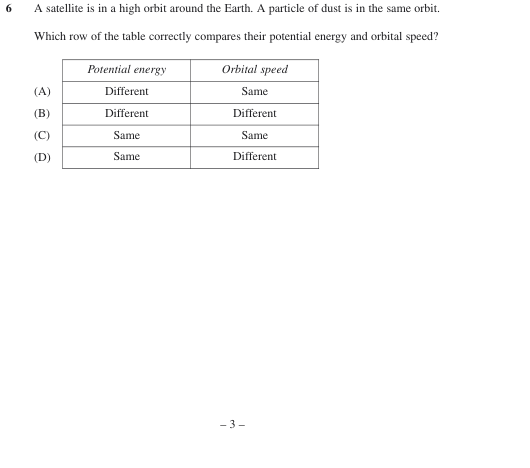 6 A satellite is in a high orbit around the Earth. A particle of dust is in the same orbit.
Which row of the table correctly compares their potential energy and orbital speed?
Potential energy Orbital speed
(A) Different Same
(B) Different Different
(C) Same Same
(D) Same Different
– 3 –